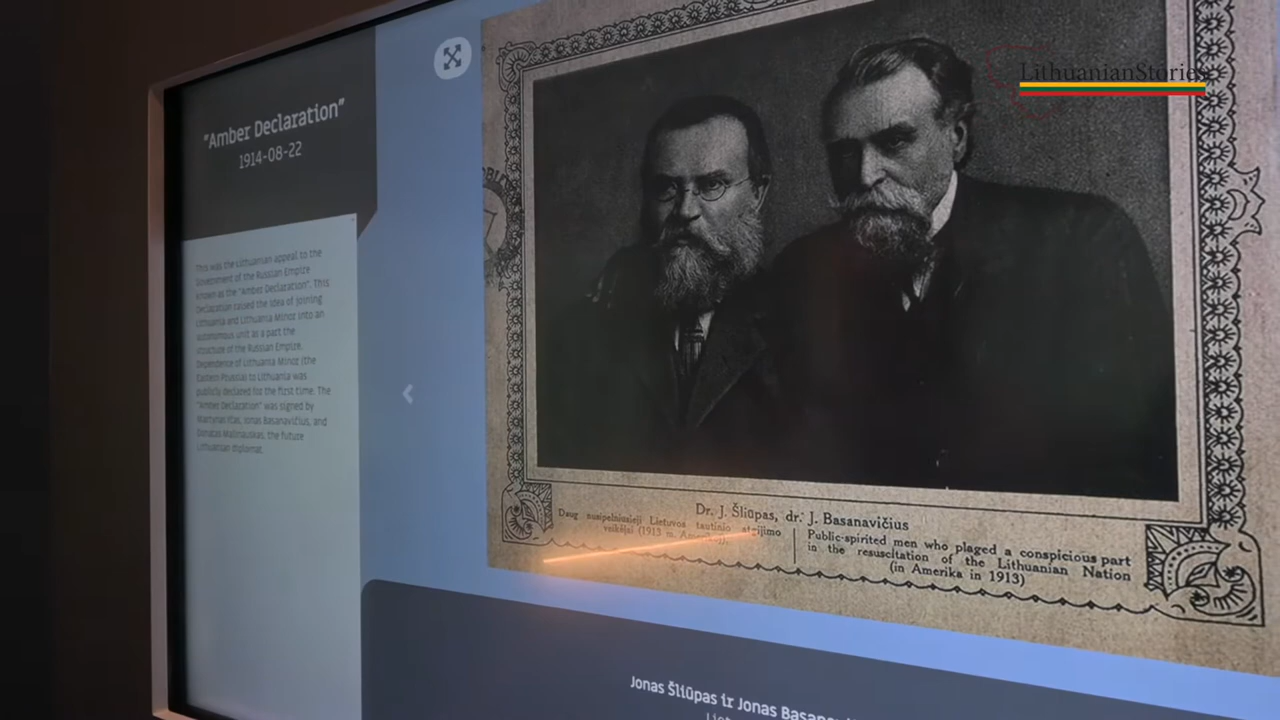 "Amber Declaration"
1914-08-22
This was the Lithuanian appeal to the
Government of the Russian Empire
known as the "Amber Declaration". This
Declaration raised the idea of joining
Lithuania and Lithuania Minor into an
autonomous unit as a part the
structure of the Russian Empire.
Dependence of Lithuania Minor (the
Eastern Prussia) to Lithuania was
publicly declared for the first time. The
"Amber Declaration" was signed by
Martynas Yčas, Jonas Basanavičius, and
Donatas Malinauskas, the future
Lithuanian diplomat.
LithuanianStories
Dr. J. Šliūpas, dr. J. Basanavičius
Daug nusipelniusieji Lietuvos tautinio atgijimo
veikėjai (1913 m.
Public-spirited men who plaged a conspicious part
in the resuscitation of the Lithuanian Nation
(in Amerika in 1913)
Jonas Šliūpas ir Jonas